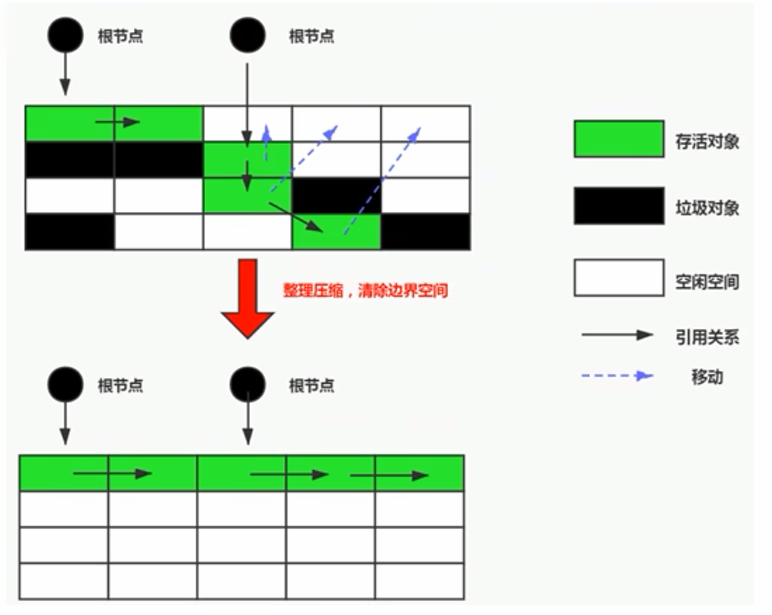 根节点
根节点
存活对象
垃圾对象
空闲空间
引用关系
移动
整理压缩，清除边界空间
根节点
根节点